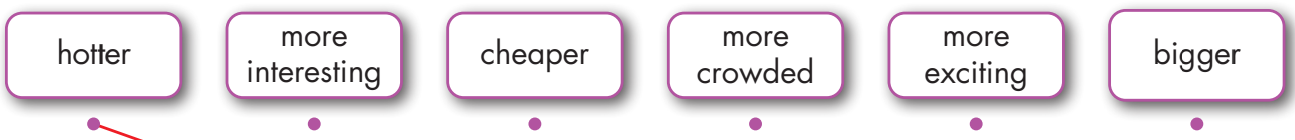 hotter
more
interesting
cheaper
more
crowded
more
exciting
bigger